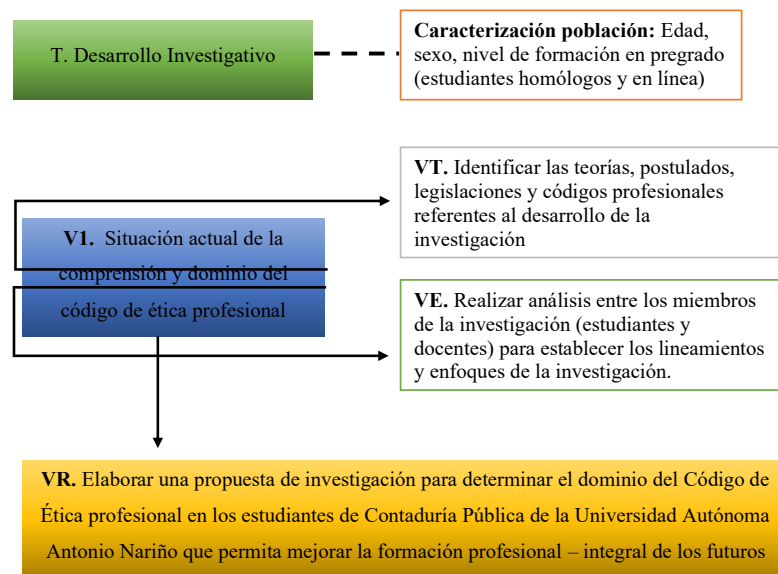 T. Desarrollo Investigativo
Caracterización población: Edad,
sexo, nivel de formación en pregrado
(estudiantes homólogos y en línea)
VT. Identificar las teorías, postulados,
legislaciones y códigos profesionales
referentes al desarrollo de la
investigación
V1. Situación actual de la
comprensión y dominio del
código de ética profesional
VE. Realizar análisis entre los miembros
de la investigación (estudiantes y
docentes) para establecer los lineamientos
y enfoques de la investigación.
VR. Elaborar una propuesta de investigación para determinar el dominio del Código de
Ética profesional en los estudiantes de Contaduría Pública de la Universidad Autónoma
Antonio Nariño que permita mejorar la formación profesional – integral de los futuros